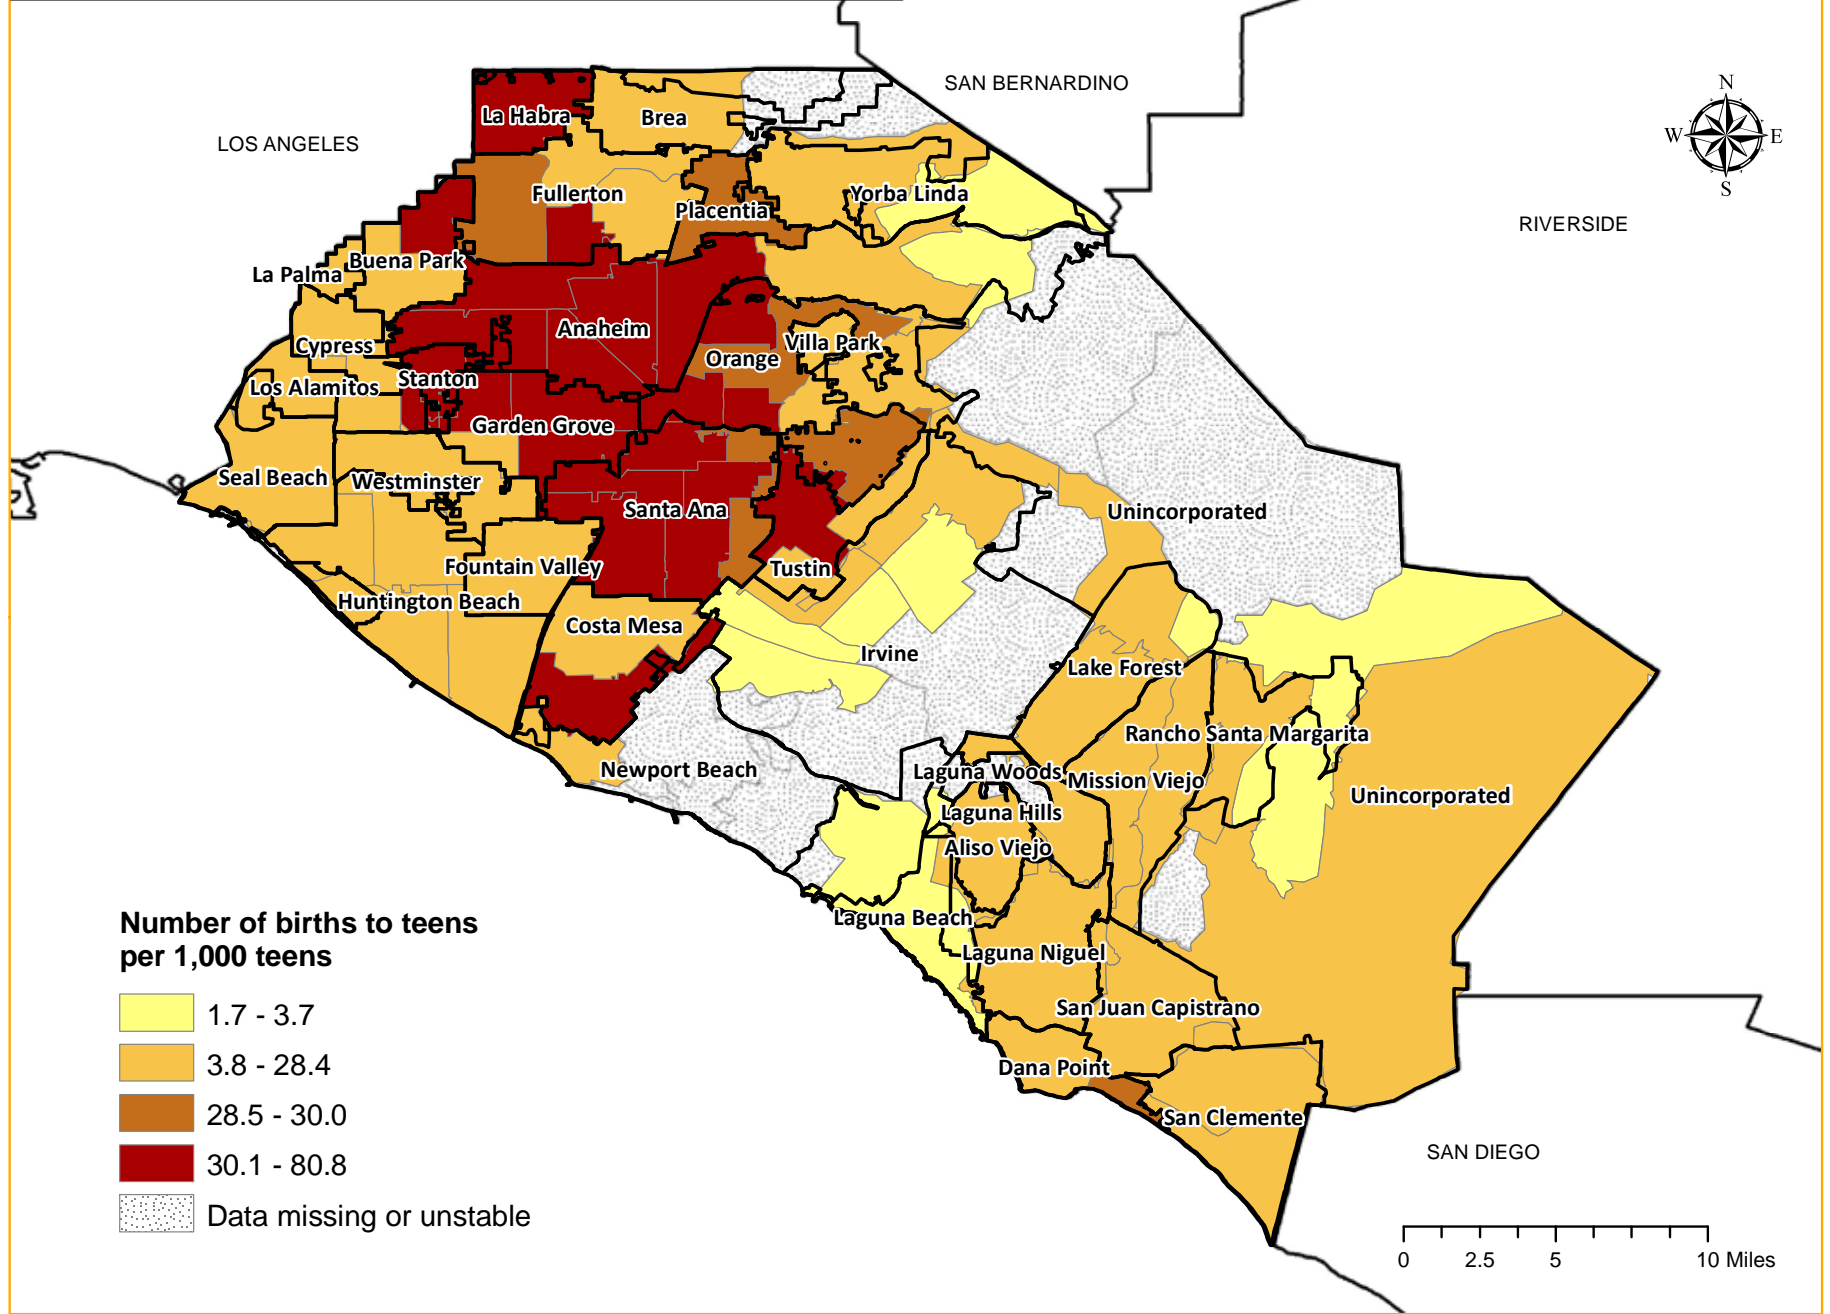 SAN BERNARDINO
N
W
E
S
LOS ANGELES
RIVERSIDE
La Habra
Brea
Fullerton
Yorba Linda
Placentia
Buena Park
La Palma
Anaheim
Cypress
Villa Park
Orange
Stanton
Los Alamitos
Garden Grove
Seal Beach
Westminster
Santa Ana
Unincorporated
Fountain Valley
Tustin
Huntington Beach
Costa Mesa
Irvine
Lake Forest
Rancho Santa Margarita
Newport Beach
Laguna Woods
Mission Viejo
Unincorporated
Laguna Hills
Aliso Viejo
Laguna Beach
Laguna Niguel
San Juan Capistrano
Dana Point
San Clemente
SAN DIEGO
Number of births to teens
per 1,000 teens
1.7 - 3.7
3.8 - 28.4
28.5 - 30.0
30.1 - 80.8
Data missing or unstable
0 2.5 5 10 Miles